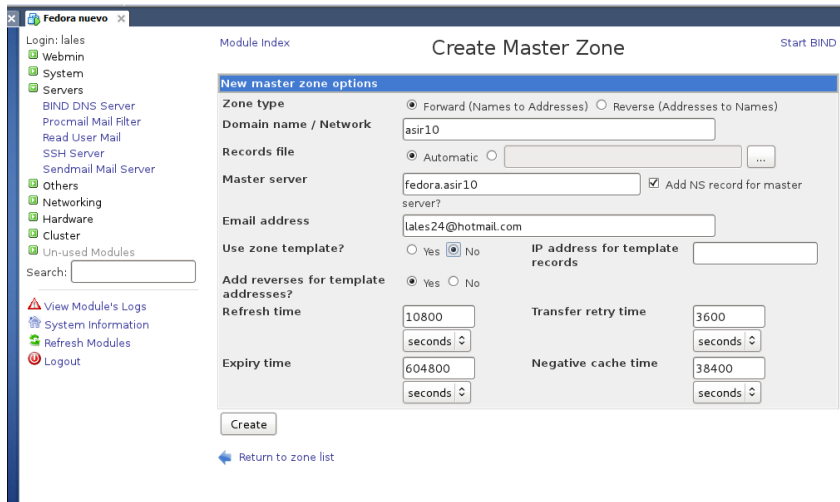 Fedora nuevo
Login: lales
Webmin
System
Servers
BIND DNS Server
Procmail Mail Filter
Read User Mail
SSH Server
Sendmail Mail Server
Others
Networking
Hardware
Cluster
Un-used Modules
Search:
View Module's Logs
System Information
Refresh Modules
Logout
Module Index
Create Master Zone
Start BIND
New master zone options
Zone type Forward (Names to Addresses) Reverse (Addresses to Names)
Domain name / Network asir10
Records file Automatic ...
Master server fedora.asir10 Add NS record for master
server?
Email address lales24@hotmail.com
Use zone template? Yes No IP address for template
records
Add reverses for template
addresses? Yes No
Refresh time 10800 Transfer retry time 3600
seconds seconds
Expiry time 604800 Negative cache time 38400
seconds seconds
Create
Return to zone list